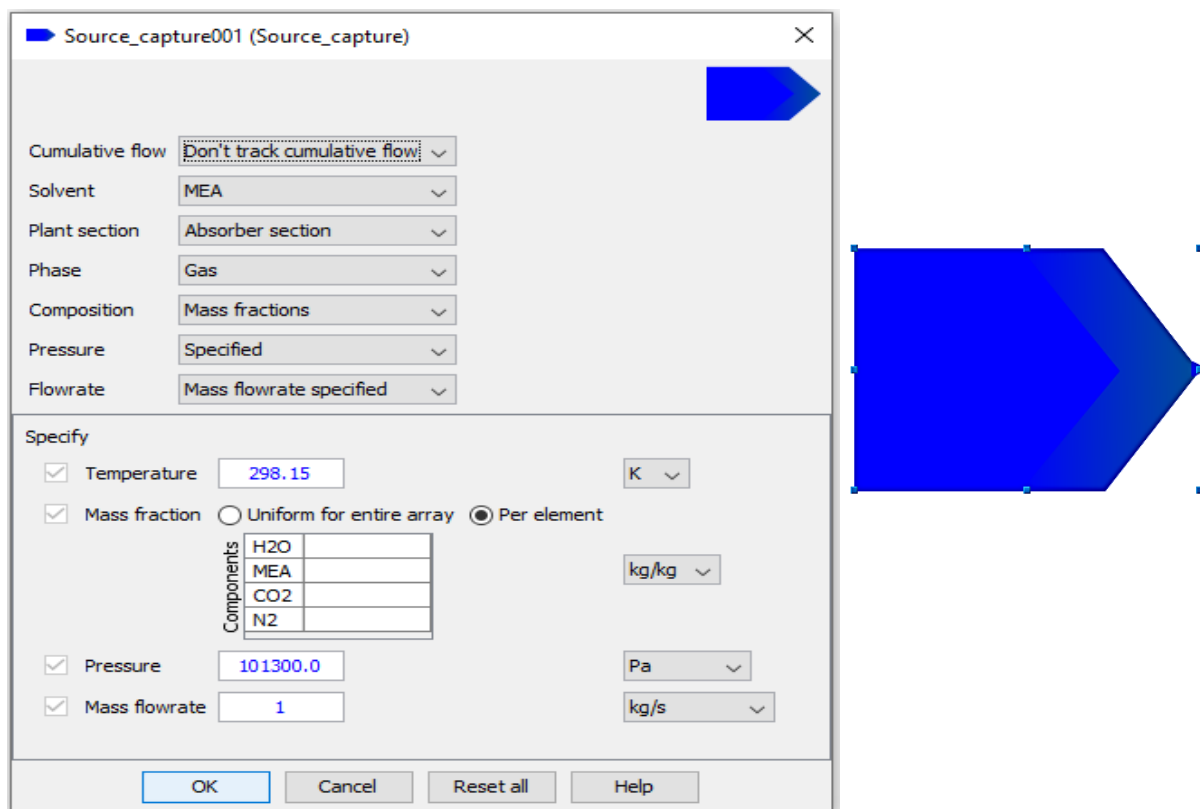 Source_capture001 (Source_capture)
Cumulative flow Don't track cumulative flow
Solvent MEA
Plant section Absorber section
Phase Gas
Composition Mass fractions
Pressure Specified
Flowrate Mass flowrate specified
Specify
Temperature 298.15 K
Mass fraction Uniform for entire array Per element
Components
H2O
MEA
CO2
N2
kg/kg
Pressure 101300.0 Pa
Mass flowrate 1 kg/s
OK Cancel Reset all Help